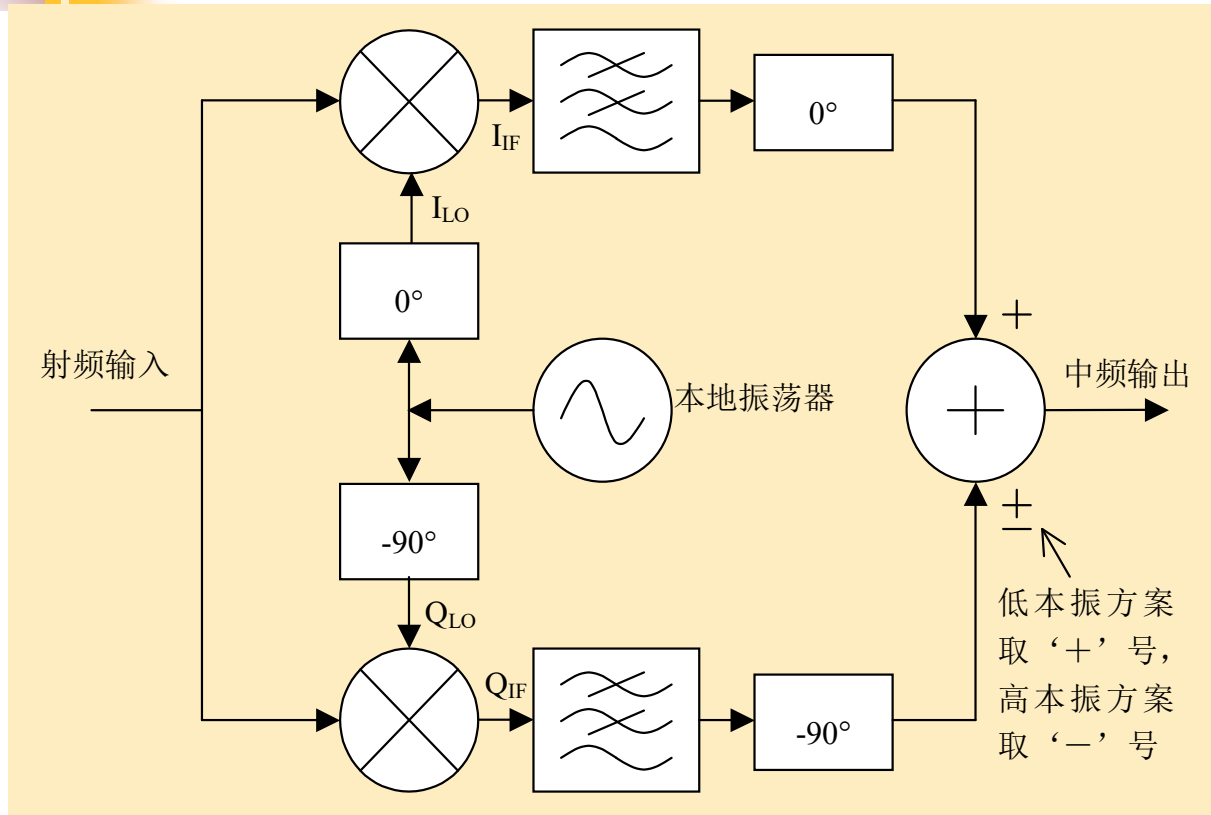 0°
I_IF
I_LO
0°
+
射频输入
本地振荡器
中频输出
+
±
-90°
Q_LO
低本振方案
取‘+’号，
高本振方案
取‘－’号
Q_IF
-90°